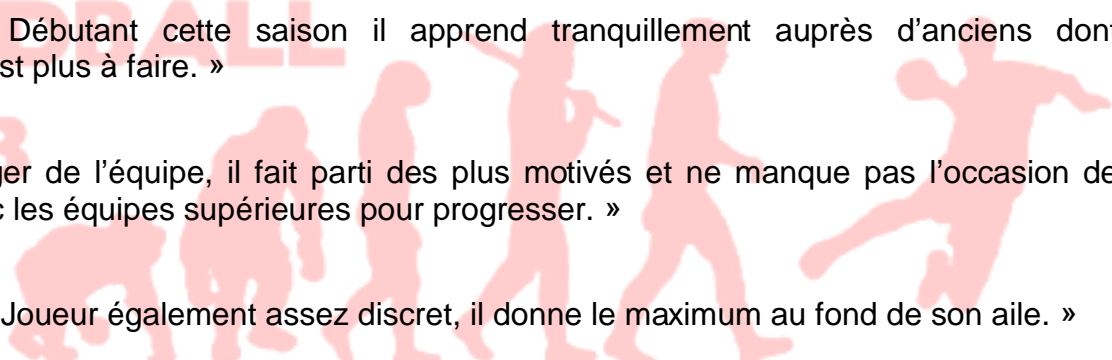 DBALL
Débutant cette saison il apprend tranquillement auprès d’anciens dont
st plus à faire. »
ger de l’équipe, il fait parti des plus motivés et ne manque pas l’occasion de
c les équipes supérieures pour progresser. »
Joueur également assez discret, il donne le maximum au fond de son aile. »